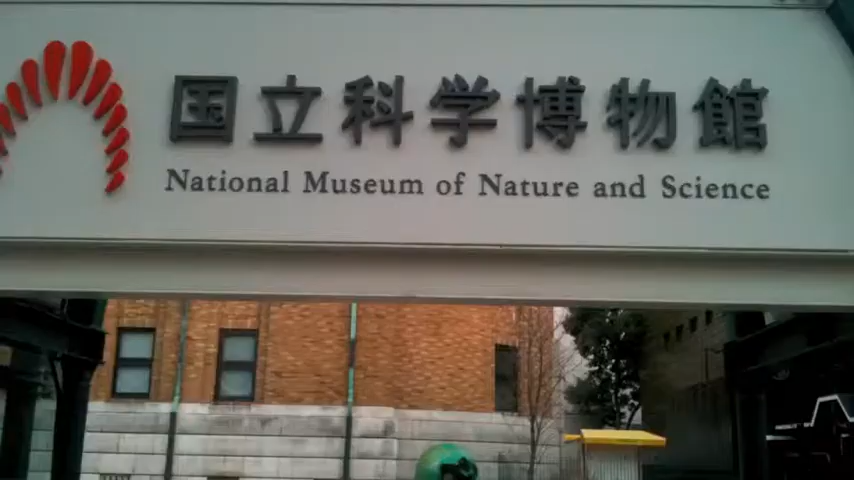 国立科学博物館
National Museum of Nature and Science